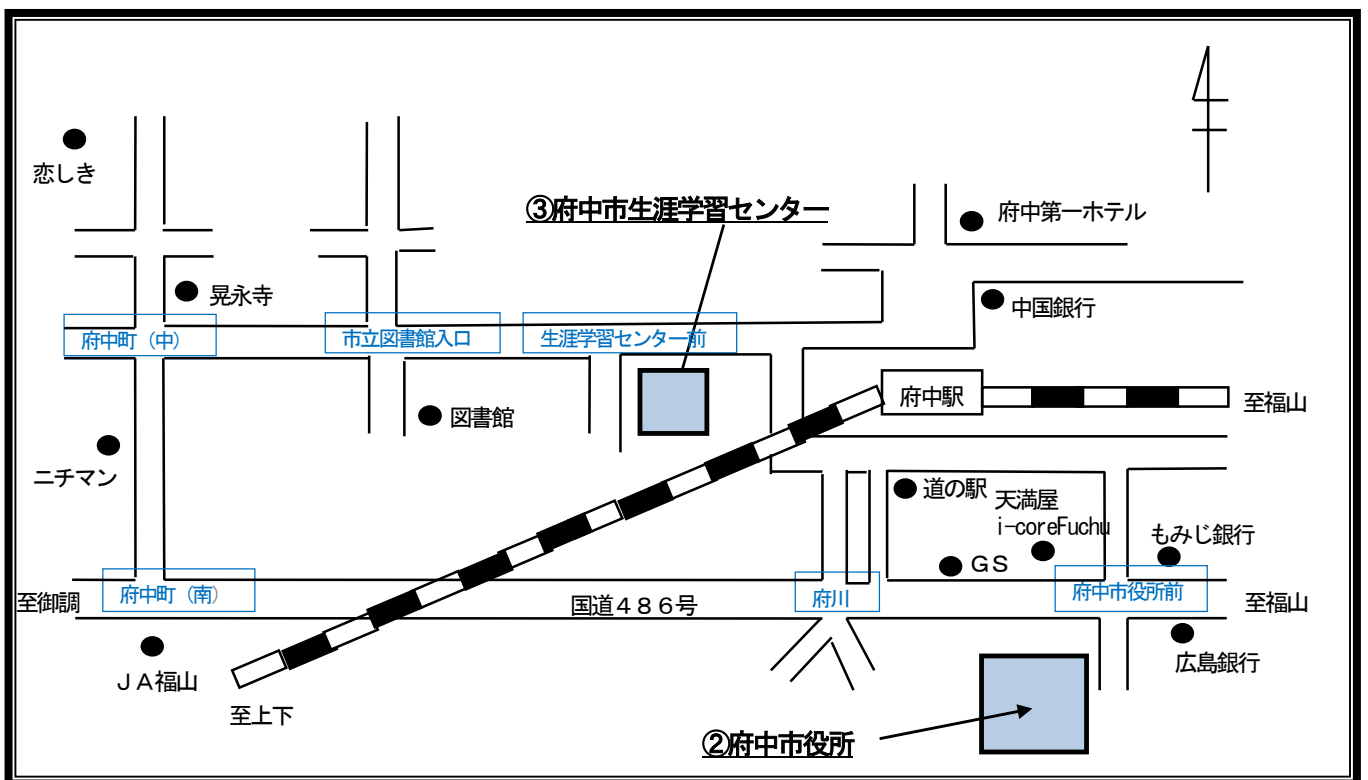 恋しき
③府中市生涯学習センター
府中第一ホテル
晃永寺
中国銀行
府中町（中）
市立図書館入口
生涯学習センター前
府中駅
至福山
図書館
ニチマン
道の駅
天満屋
i-coreFuchu
もみじ銀行
GS
府中町（南）
府川
府中市役所前
至御調
国道４８６号
至福山
ＪＡ福山
広島銀行
至上下
②府中市役所